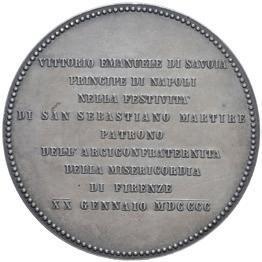 VITTORIO EMANUELE DI SAVOIA
PRINCIPE DI NAPOLI
NELLA FESTIVITA'
DI SAN SEBASTIANO MARTIRE
PATRONO
DELL'ARCICONFRATERNITA
DELLA MISERICORDIA
DI FIRENZE
XX GENNAIO MDCCCC